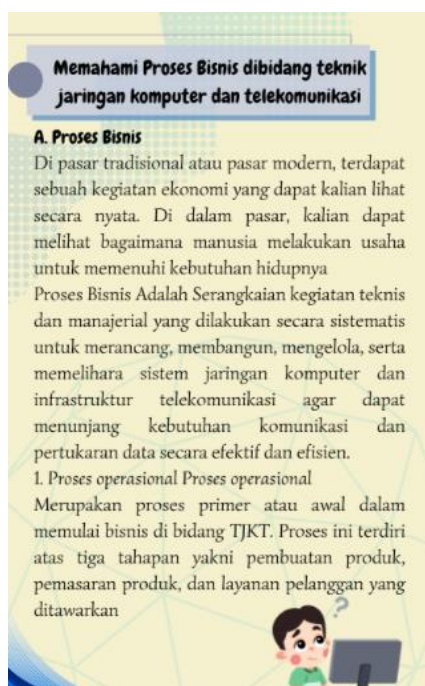 Memahami Proses Bisnis dibidang teknik
jaringan komputer dan telekomunikasi
A. Proses Bisnis
Di pasar tradisional atau pasar modern, terdapat
sebuah kegiatan ekonomi yang dapat kalian lihat
secara nyata. Di dalam pasar, kalian dapat
melihat bagaimana manusia melakukan usaha
untuk memenuhi kebutuhan hidupnya
Proses Bisnis Adalah Serangkaian kegiatan teknis
dan manajerial yang dilakukan secara sistematis
untuk merancang, membangun, mengelola, serta
memelihara sistem jaringan komputer dan
infrastruktur telekomunikasi agar dapat
menunjang kebutuhan komunikasi dan
pertukaran data secara efektif dan efisien.
1. Proses operasional Proses operasional
Merupakan proses primer atau awal dalam
memulai bisnis di bidang TJKT. Proses ini terdiri
atas tiga tahapan yakni pembuatan produk,
pemasaran produk, dan layanan pelanggan yang
ditawarkan
?